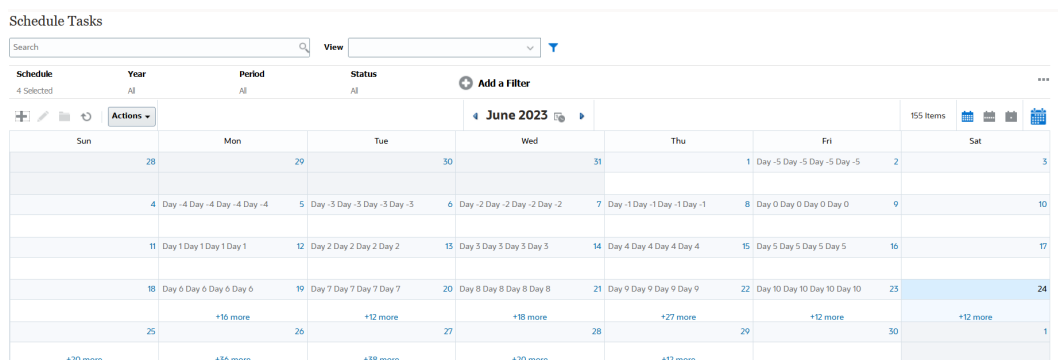 Schedule Tasks
Search
View
Schedule Year Period Status
4 Selected All All All
Add a Filter
Actions
June 2023
155 Items
Sun Mon Tue Wed Thu Fri Sat
28 29 30 31 1 Day -5 Day -5 Day -5 Day -5 2 3
4 Day -4 Day -4 Day -4 Day -4 5 Day -3 Day -3 Day -3 Day -3 6 Day -2 Day -2 Day -2 Day -2 7 Day -1 Day -1 Day -1 Day -1 8 Day 0 Day 0 Day 0 Day 0 9 10
11 Day 1 Day 1 Day 1 Day 1 12 Day 2 Day 2 Day 2 Day 2 13 Day 3 Day 3 Day 3 Day 3 14 Day 4 Day 4 Day 4 Day 4 15 Day 5 Day 5 Day 5 Day 5 16 17
18 Day 6 Day 6 Day 6 Day 6 19 Day 7 Day 7 Day 7 Day 7 20 Day 8 Day 8 Day 8 Day 8 21 Day 9 Day 9 Day 9 Day 9 22 Day 10 Day 10 Day 10 Day 10 23 24
+16 more +12 more +18 more +27 more +12 more +12 more
25 26 27 28 29 30 1
+20 more +36 more +38 more +20 more +12 more